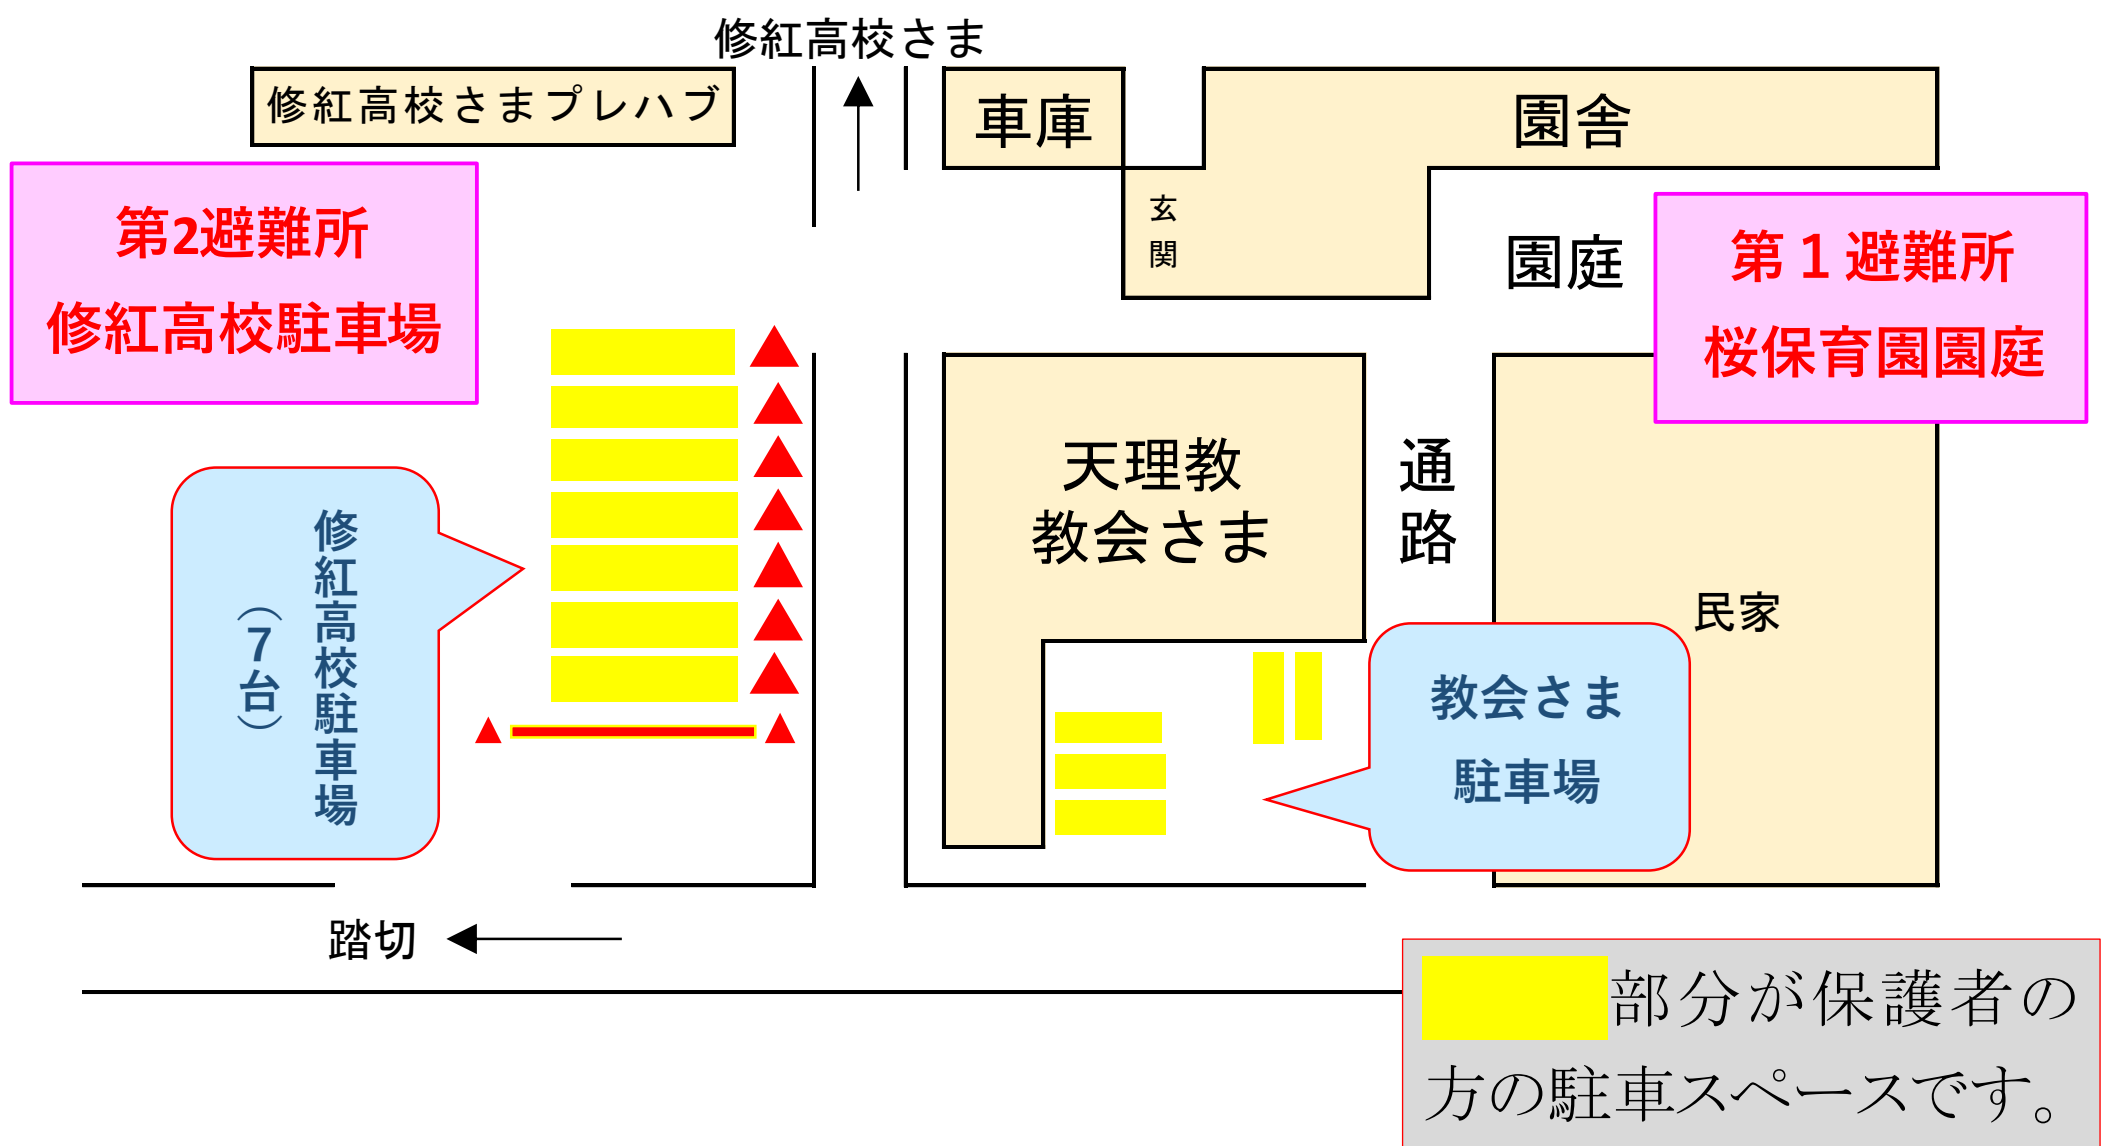 修紅高校さま
修紅高校さまプレハブ
車庫
園舎
玄
関
園庭
第2避難所
修紅高校駐車場
第１避難所
桜保育園園庭
天理教
教会さま
通
路
民家
修紅高校駐車場
（７台）
教会さま
駐車場
踏切
部分が保護者の
方の駐車スペースです。